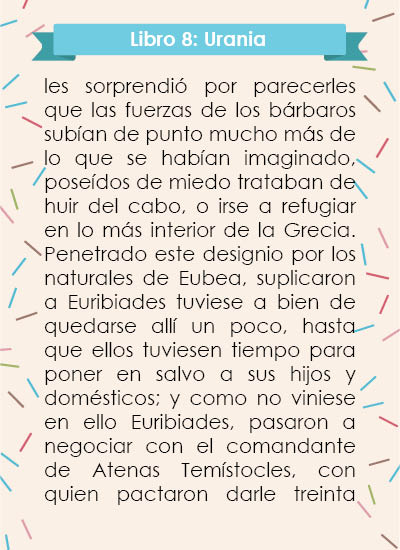 Libro 8: Urania
les sorprendió por parecerles
que las fuerzas de los bárbaros
subían de punto mucho más de
lo que se habían imaginado,
poseídos de miedo trataban de
huir del cabo, o irse a refugiar
en lo más interior de la Grecia.
Penetrado este designio por los
naturales de Eubea, suplicaron
a Euribiades tuviese a bien de
quedarse allí un poco, hasta
que ellos tuviesen tiempo para
poner en salvo a sus hijos y
domésticos; y como no viniese
en ello Euribiades, pasaron a
negociar con el comandante
de Atenas Temístocles, con
quien pactaron darle treinta